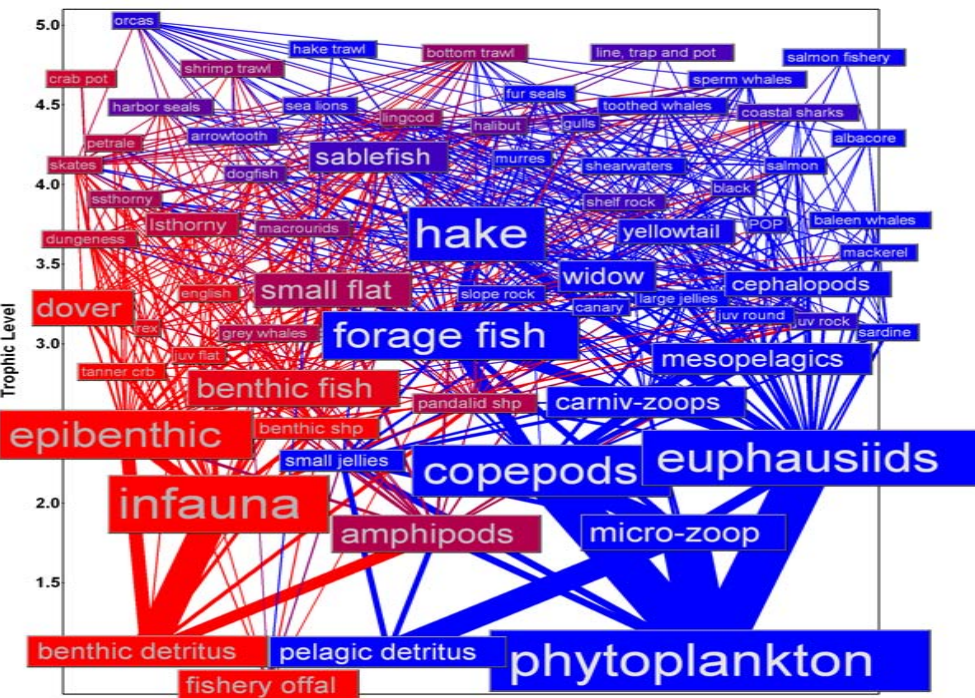 5.0
orcas
hake trawl
bottom trawl
line, trap and pot
salmon fishery
shrimp trawl
crab pot
sperm whales
fur seals
4.5
harbor seals
sea lions
toothed whales
coastal sharks
lingcod
halibut
gulls
arrowtooth
albacore
petrale
sablefish
murres
shearwaters
salmon
skates
dogfish
4.0
black
ssthorny
shelf rock
lsthorny
macrourids
hake
yellowtail
POP
baleen whales
dungeness
mackerel
3.5
widow
cephalopods
small flat
english
slope rock
large jellies
dover
canary
juv round
juv rock
rex
grey whales
forage fish
sardine
3.0
Trophic Level
juv flat
mesopelagics
tanner crb
benthic fish
pandalid shp
carniv-zoops
epibenthic
benthic shp
small jellies
copepods
euphausiids
2.0
infauna
amphipods
micro-zoop
1.5
benthic detritus
pelagic detritus
phytoplankton
fishery offal